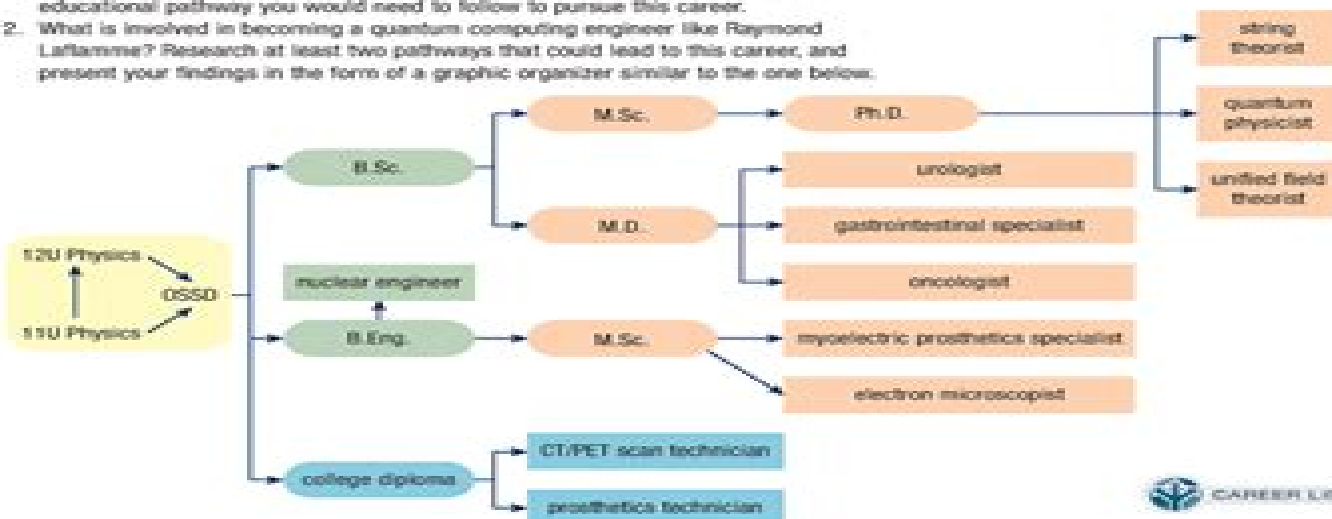 educational pathway you would need to follow to pursue this career.
2. What is involved in becoming a quantum computing engineer like Raymond
Laflamme? Research at least two pathways that could lead to this career, and
present your findings in the form of a graphic organizer similar to the one below.
string
theorist
M.Sc.
Ph.D.
quantum
physicist
B.Sc.
urologist
unified field
theorist
M.D.
gastrointestinal specialist
12U Physics
OSSD
11U Physics
nuclear engineer
oncologist
B.Eng.
M.Sc.
myoelectric prosthetics specialist
electron microscopist
college diploma
CT/PET scan technician
prosthetics technician
CAREER